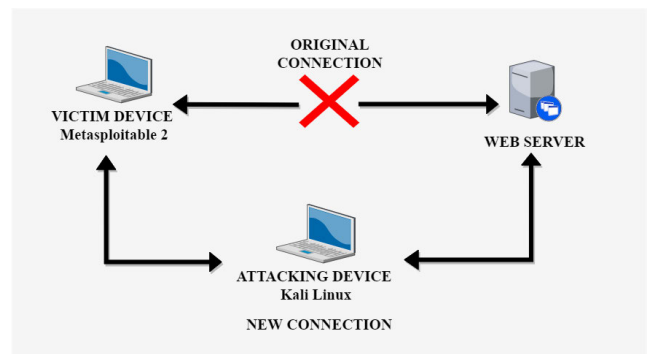 ORIGINAL
CONNECTION
VICTIM DEVICE
Metasploitable 2
WEB SERVER
ATTACKING DEVICE
Kali Linux
NEW CONNECTION